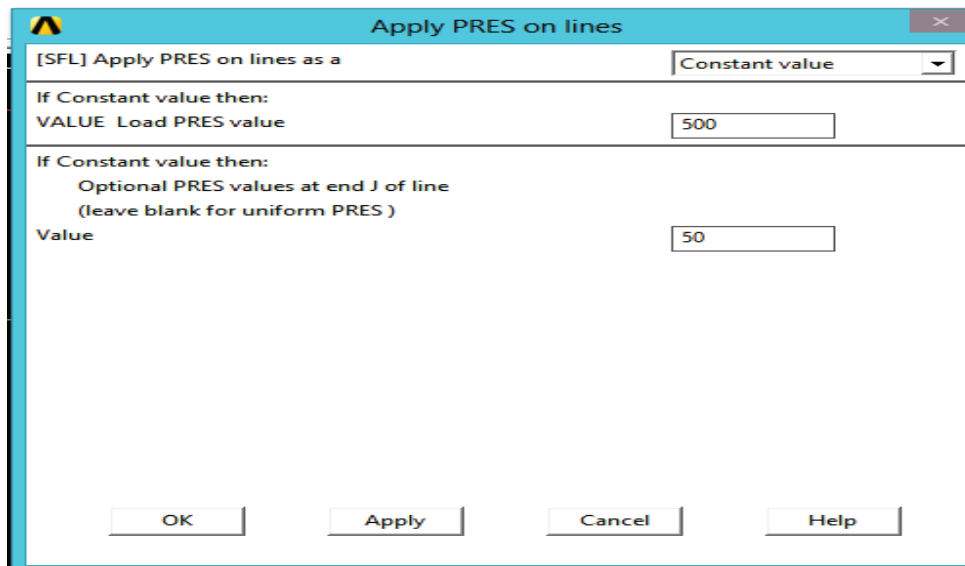 Apply PRES on lines
[SFL] Apply PRES on lines as a Constant value
If Constant value then:
VALUE Load PRES value 500
If Constant value then:
Optional PRES values at end J of line
(leave blank for uniform PRES )
Value 50
OK Apply Cancel Help